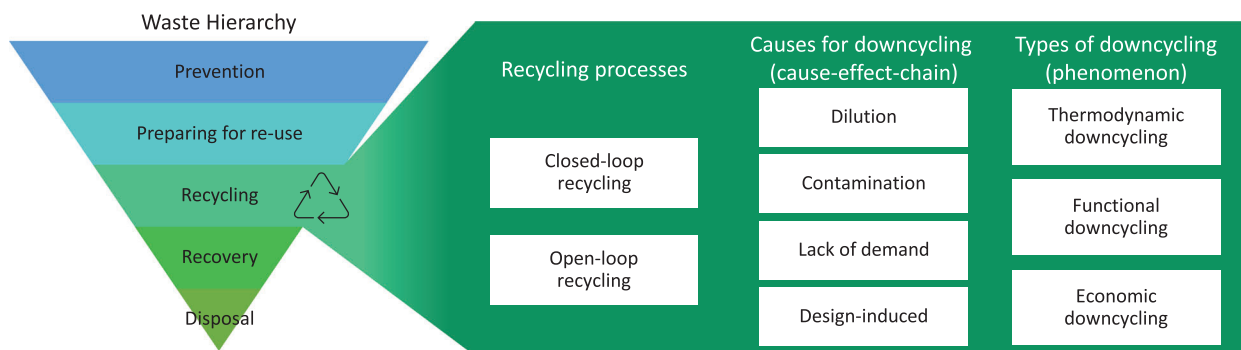 Waste Hierarchy
Prevention
Preparing for re-use
Recycling
Recovery
Disposal
Recycling processes
Closed-loop
recycling
Open-loop
recycling
Causes for downcycling
(cause-effect-chain)
Dilution
Contamination
Lack of demand
Design-induced
Types of downcycling
(phenomenon)
Thermodynamic
downcycling
Functional
downcycling
Economic
downcycling